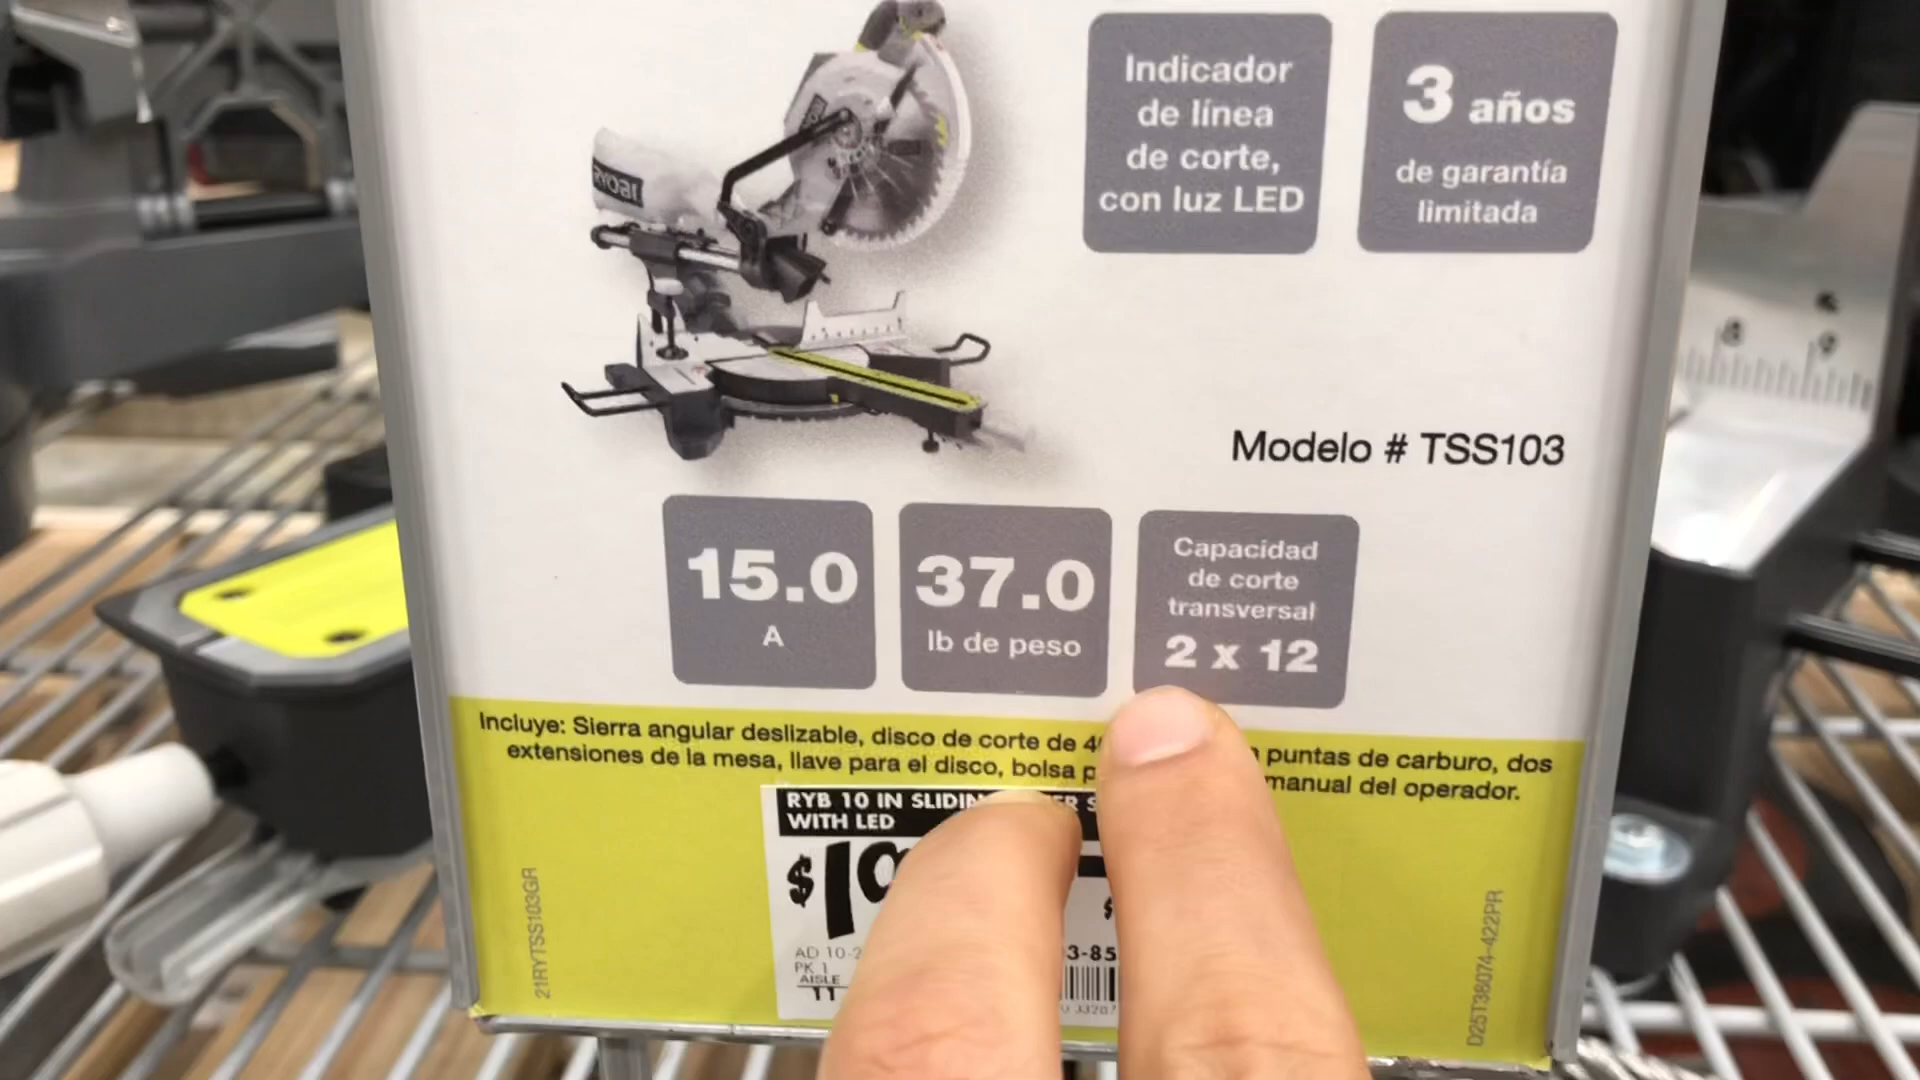 Indicador
de línea
de corte,
con luz LED
3 años
de garantía
limitada
RYOBI
Modelo # TSS103
15.0
A
37.0
lb de peso
Capacidad
de corte
transversal
2 x 12
Incluye: Sierra angular deslizable, disco de corte de puntas de carburo, dos
extensiones de la mesa, llave para el disco, bolsa manual del operador.
RYB 10 IN
WITH LED
$
AD
PK 1
AISLE
11
21RYTSS103GR
D25T38074-422PR